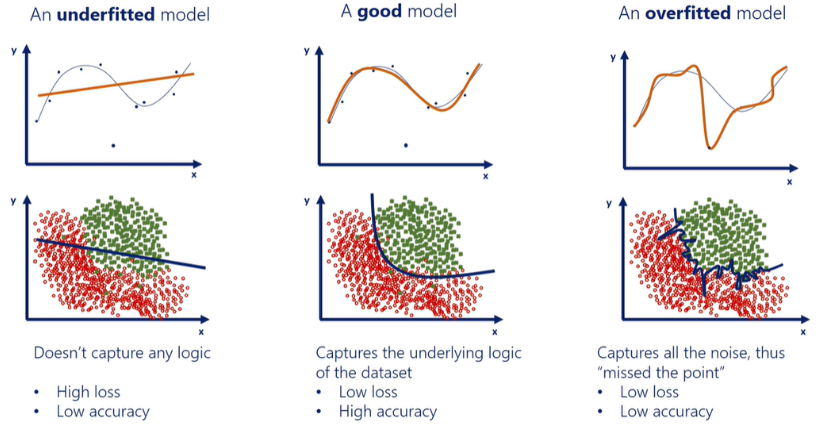 An underfitted model
A good model
An overfitted model
y
x
y
x
y
x
y
x
y
x
y
x
Doesn't capture any logic
• High loss
• Low accuracy
Captures the underlying logic
of the dataset
• Low loss
• High accuracy
Captures all the noise, thus
"missed the point"
• Low loss
• Low accuracy